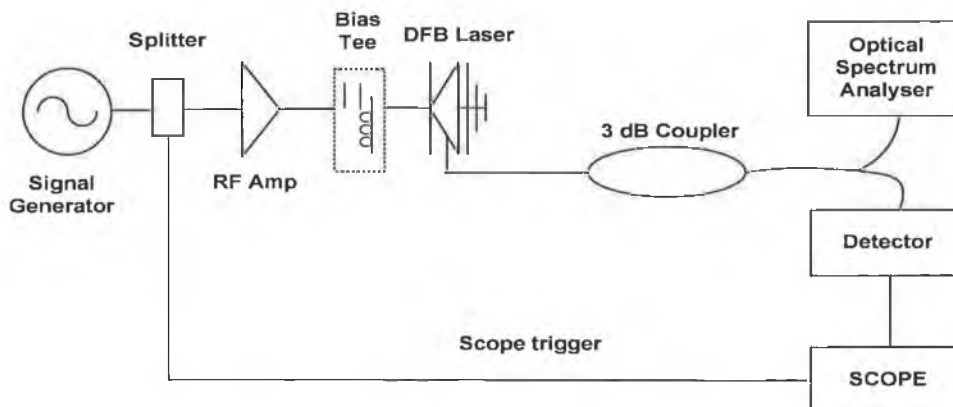 Splitter
Bias
Tee
DFB Laser
Optical
Spectrum
Analyser
3 dB Coupler
Signal
Generator
RF Amp
Detector
Scope trigger
SCOPE